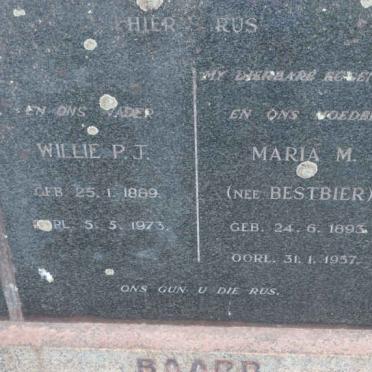 HIER RUS
MY DIERBARE
EN ONS VADER
EN ONS MOEDER
WILLIE P. J.
MARIA M.
GEB. 25. 1. 1889.
(NEE BESTBIER)
OORL. 5. 5. 1973.
GEB. 24. 6. 1893.
OORL. 31. 1. 1957.
ONS GUN U DIE RUS.
BAARD